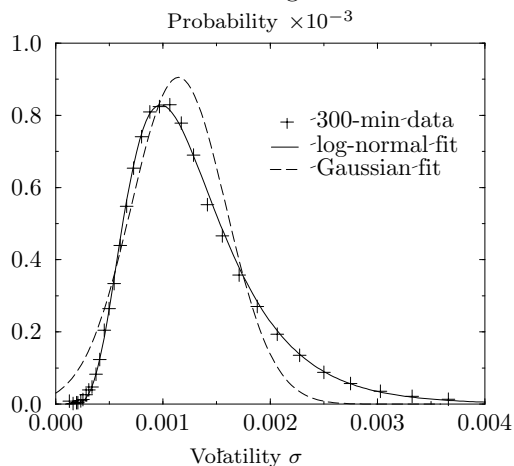 Probability ×10⁻³
1.0
0.8
0.6
0.4
0.2
0.0
300-min-data
log-normal-fit
Gaussian-fit
0.000 0.001 0.002 0.003 0.004
Volatility σ